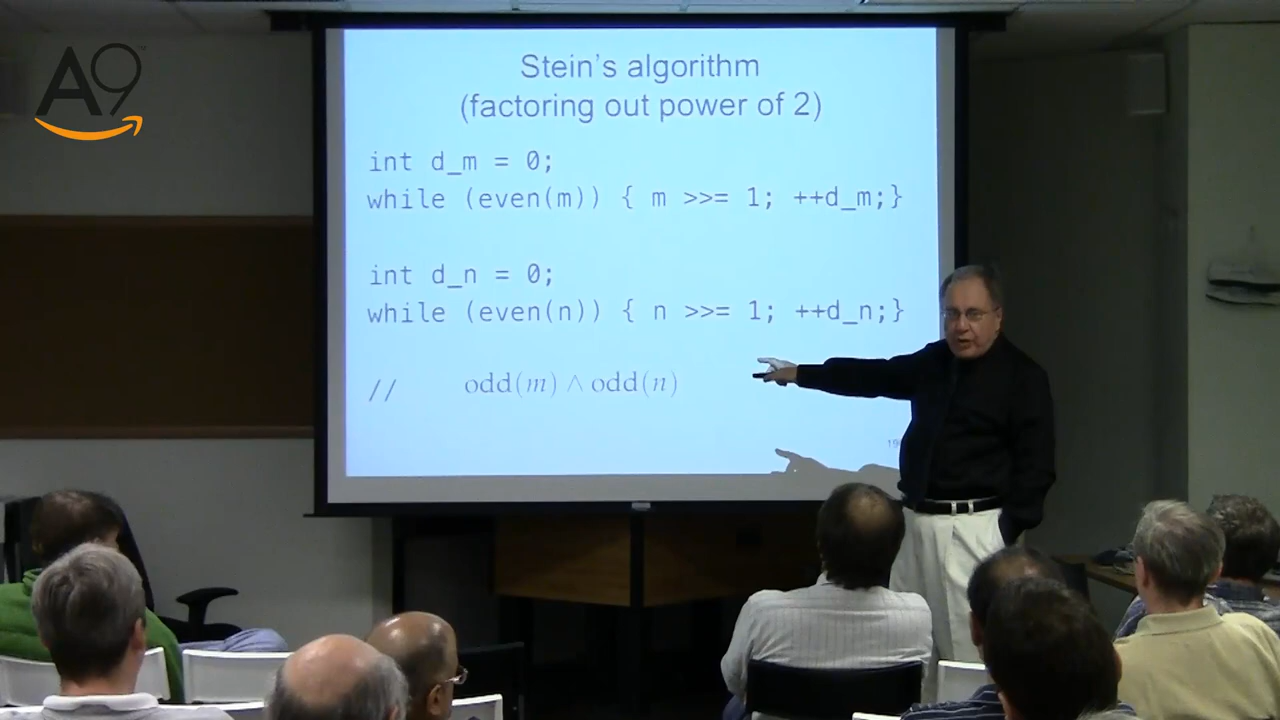 A9
Stein's algorithm
(factoring out power of 2)
int d_m = 0;
while (even(m)) { m >>= 1; ++d_m;}
int d_n = 0;
while (even(n)) { n >>= 1; ++d_n;}
// odd(m) ∧ odd(n)